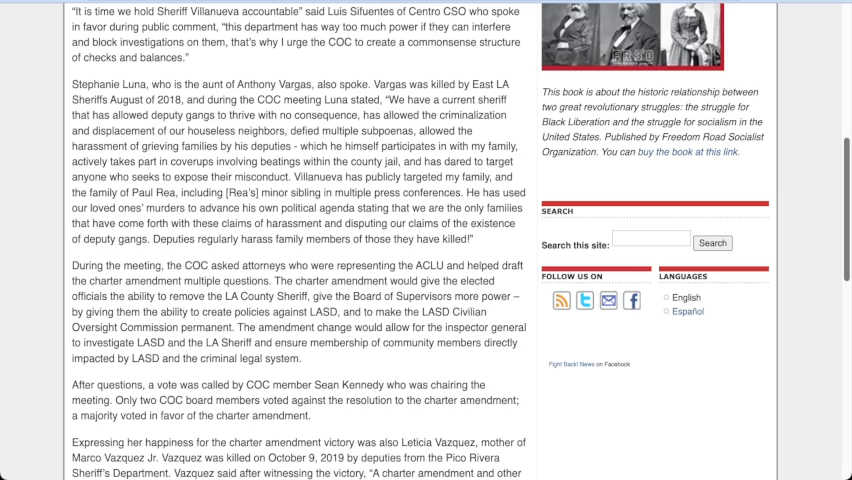 “It is time we hold Sheriff Villanueva accountable” said Luis Sifuentes of Centro CSO who spoke
in favor during public comment, “this department has way too much power if they can interfere
and block investigations on them, that’s why I urge the COC to create a commonsense structure
of checks and balances.”
Stephanie Luna, who is the aunt of Anthony Vargas, also spoke. Vargas was killed by East LA
Sheriffs August of 2018, and during the COC meeting Luna stated, “We have a current sheriff
that has allowed deputy gangs to thrive with no consequence, has allowed the criminalization
and displacement of our houseless neighbors, defied multiple subpoenas, allowed the
harassment of grieving families by his deputies - which he himself participates in with my family,
actively takes part in coverups involving beatings within the county jail, and has dared to target
anyone who seeks to expose their misconduct. Villanueva has publicly targeted my family, and
the family of Paul Rea, including [Rea’s] minor sibling in multiple press conferences. He has used
our loved ones’ murders to advance his own political agenda stating that we are the only families
that have come forth with these claims of harassment and disputing our claims of the existence
of deputy gangs. Deputies regularly harass family members of those they have killed!”
During the meeting, the COC asked attorneys who were representing the ACLU and helped draft
the charter amendment multiple questions. The charter amendment would give the elected
officials the ability to remove the LA County Sheriff, give the Board of Supervisors more power –
by giving them the ability to create policies against LASD, and to make the LASD Civilian
Oversight Commission permanent. The amendment change would allow for the inspector general
to investigate LASD and the LA Sheriff and ensure membership of community members directly
impacted by LASD and the criminal legal system.
After questions, a vote was called by COC member Sean Kennedy who was chairing the
meeting. Only two COC board members voted against the resolution to the charter amendment;
a majority voted in favor of the charter amendment.
Expressing her happiness for the charter amendment victory was also Leticia Vazquez, mother of
Marco Vazquez Jr. Vazquez was killed on October 9, 2019 by deputies from the Pico Rivera
Sheriff’s Department. Vazquez said after witnessing the victory, “A charter amendment and other
FRSO
This book is about the historic relationship between
two great revolutionary struggles: the struggle for
Black Liberation and the struggle for socialism in the
United States. Published by Freedom Road Socialist
Organization. You can buy the book at this link.
SEARCH
Search this site:
Search
FOLLOW US ON
LANGUAGES
English
Español
Fight Back! News on Facebook